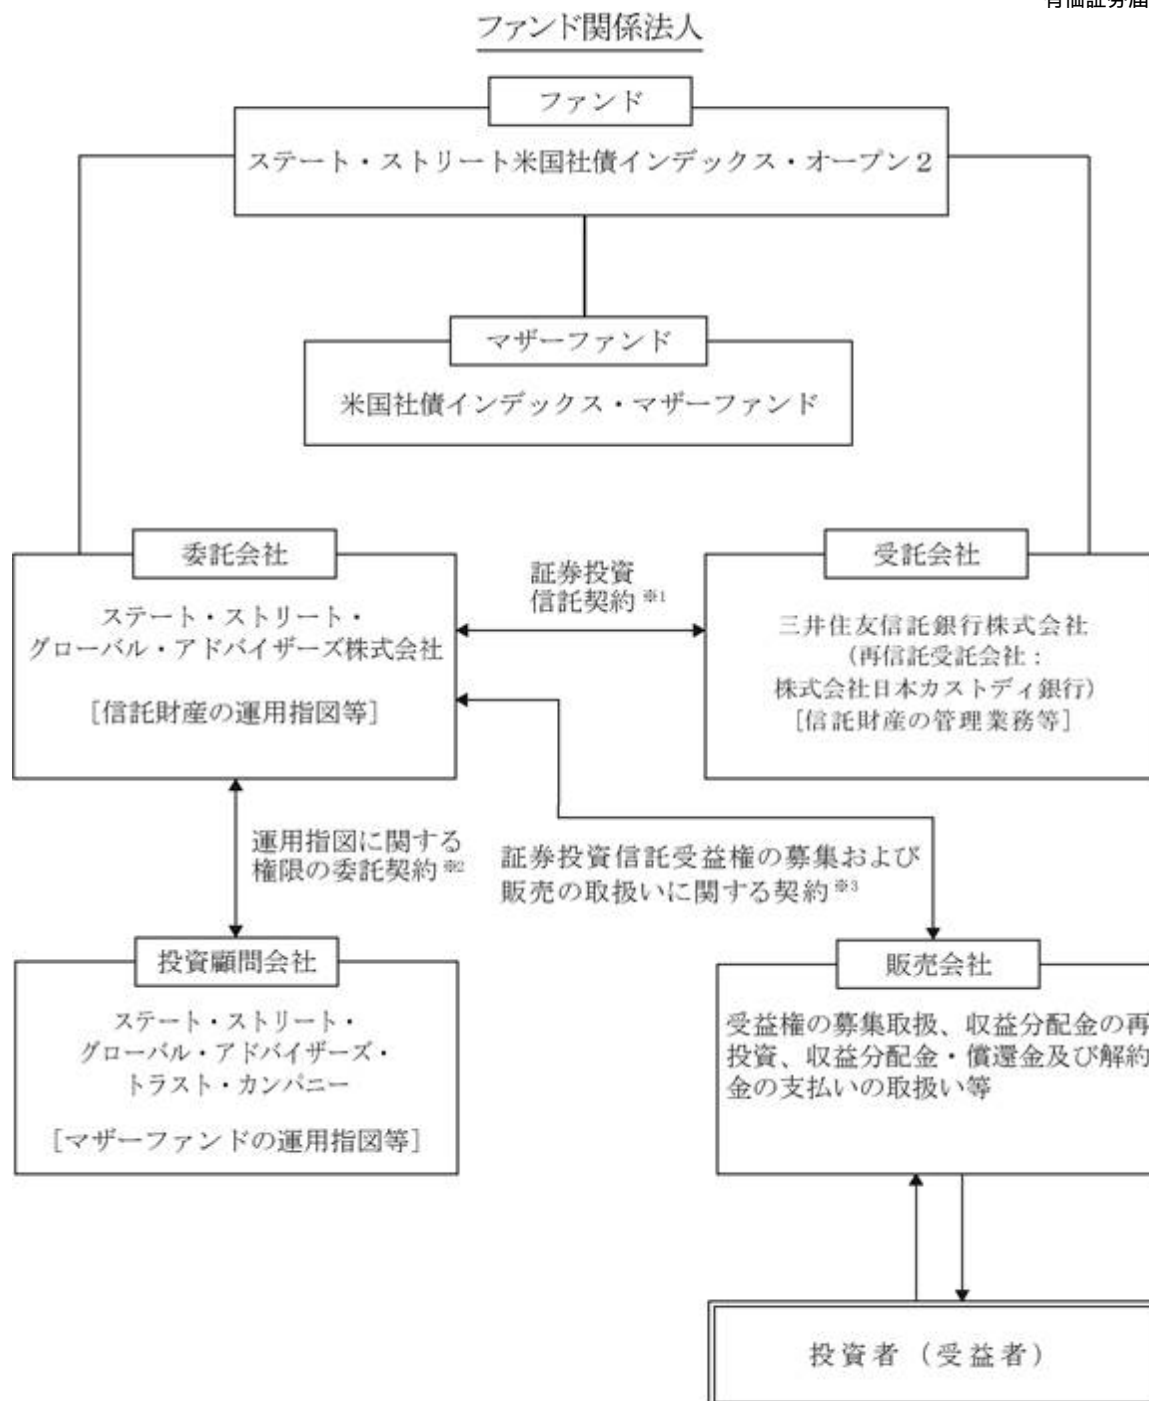 有価証券届
ファンド関係法人
ファンド
ステート・ストリート米国社債インデックス・オープン２
マザーファンド
米国社債インデックス・マザーファンド
委託会社
ステート・ストリート・
グローバル・アドバイザーズ株式会社
［信託財産の運用指図等］
証券投資
信託契約 ※1
受託会社
三井住友信託銀行株式会社
（再信託受託会社：
株式会社日本カストディ銀行）
［信託財産の管理業務等］
運用指図に関する
権限の委託契約 ※2
証券投資信託受益権の募集および
販売の取扱いに関する契約 ※3
投資顧問会社
ステート・ストリート・
グローバル・アドバイザーズ・
トラスト・カンパニー
［マザーファンドの運用指図等］
販売会社
受益権の募集取扱、収益分配金の再
投資、収益分配金・償還金及び解約
金の支払いの取扱い等
投資者（受益者）